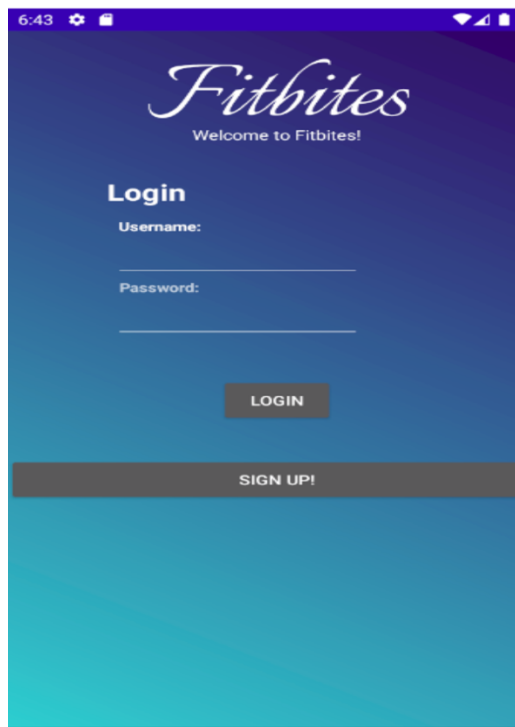 6:43
Fitbites
Welcome to Fitbites!
Login
Username:
Password:
LOGIN
SIGN UP!